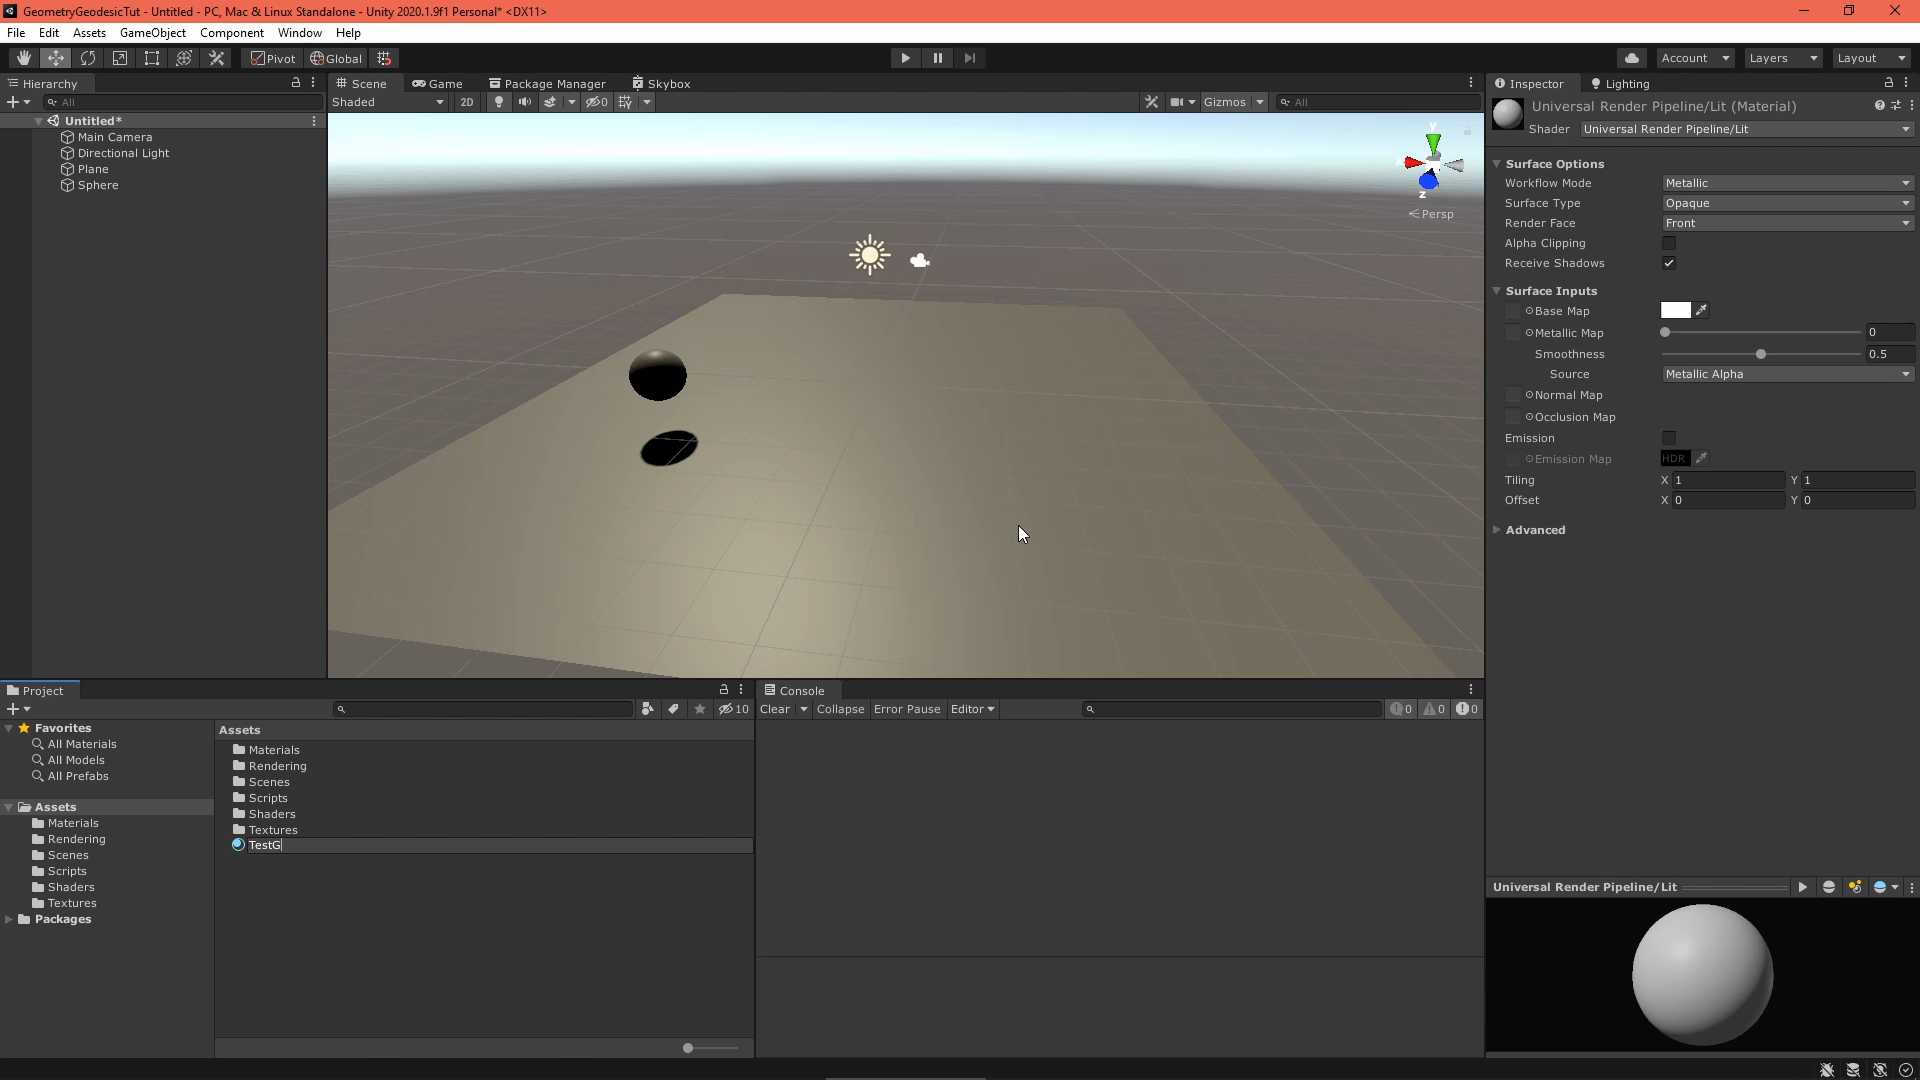 GeometryGeodesicTut - Untitled - PC, Mac & Linux Standalone - Unity 2020.1.9f1 Personal* <DX11>
File Edit Assets GameObject Component Window Help
Pivot Global Account Layers Layout
Hierarchy
All
Untitled*
Main Camera
Directional Light
Plane
Sphere
Scene Game Package Manager Skybox
Shaded 2D 0 Gizmos All
y
z
Persp
Inspector Lighting
Universal Render Pipeline/Lit (Material)
Shader Universal Render Pipeline/Lit
Surface Options
Workflow Mode Metallic
Surface Type Opaque
Render Face Front
Alpha Clipping
Receive Shadows
Surface Inputs
Base Map
Metallic Map 0
Smoothness 0.5
Source Metallic Alpha
Normal Map
Occlusion Map
Emission
Emission Map HDR
Tiling X 1 Y 1
Offset X 0 Y 0
Advanced
Universal Render Pipeline/Lit
Project
10
Favorites
All Materials
All Models
All Prefabs
Assets
Materials
Rendering
Scenes
Scripts
Shaders
Textures
Packages
Assets
Materials
Rendering
Scenes
Scripts
Shaders
Textures
TestG
Console
Clear Collapse Error Pause Editor 0 0 0